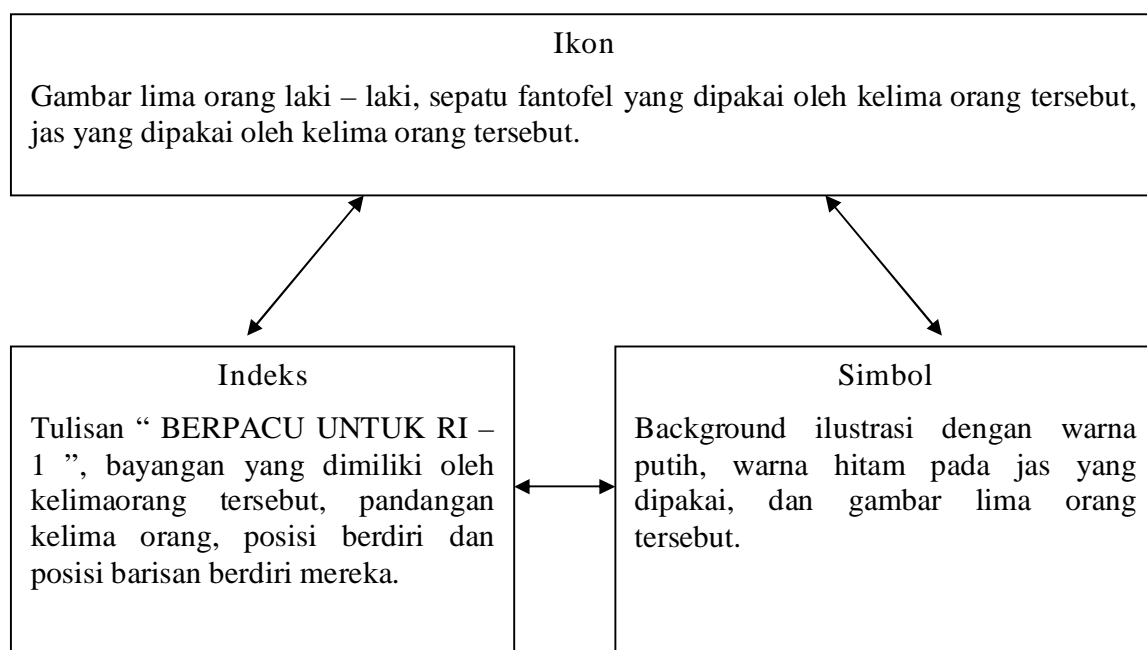 Ikon
Gambar lima orang laki – laki, sepatu fantofel yang dipakai oleh kelima orang tersebut,
jas yang dipakai oleh kelima orang tersebut.
Indeks
Tulisan “ BERPACU UNTUK RI –
1 ”, bayangan yang dimiliki oleh
kelimaorang tersebut, pandangan
kelima orang, posisi berdiri dan
posisi barisan berdiri mereka.
Simbol
Background ilustrasi dengan warna
putih, warna hitam pada jas yang
dipakai, dan gambar lima orang
tersebut.